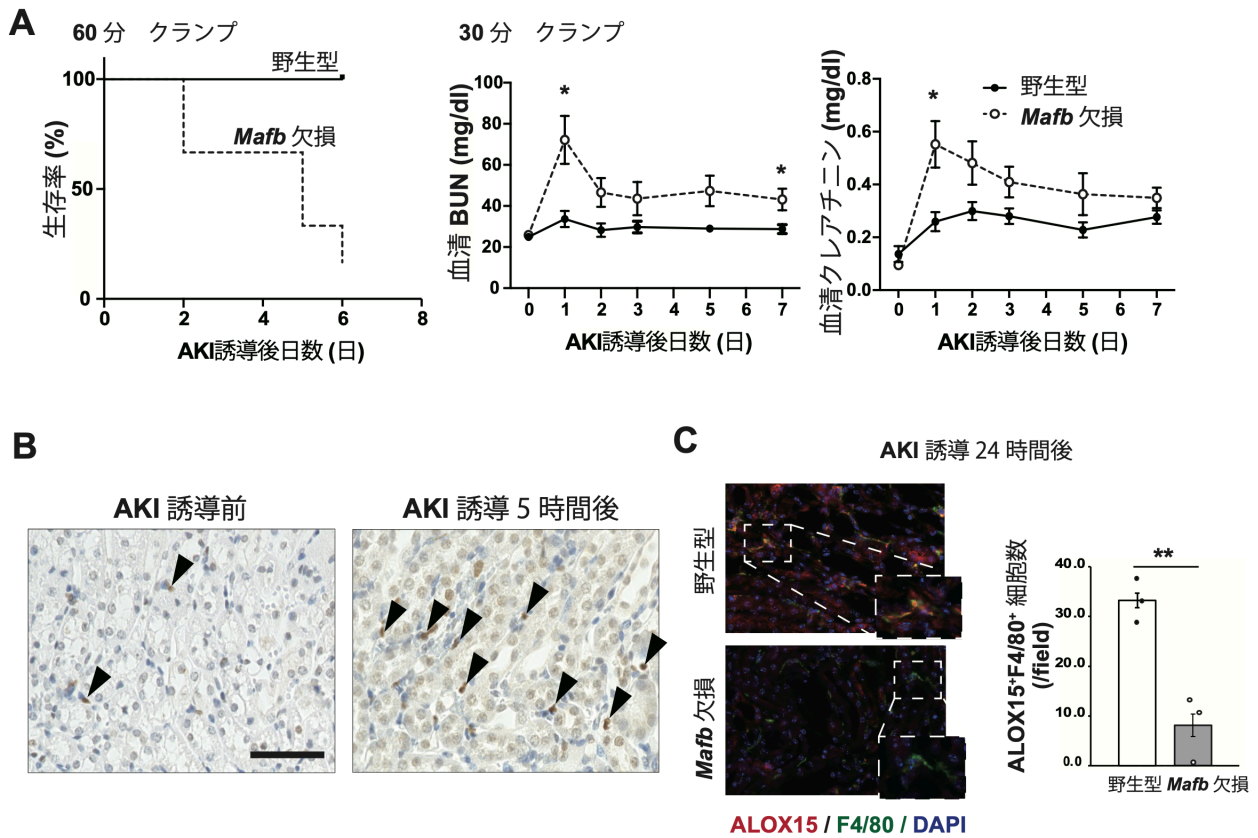 A
60 分 クランプ
野生型
Mafb 欠損
生存率 (%)
100
50
0
0 2 4 6 8
AKI誘導後日数 (日)
30 分 クランプ
血清 BUN (mg/dl)
100
80
60
40
20
0
*
*
0 1 2 3 4 5 6 7
AKI誘導後日数 (日)
血清クレアチニン (mg/dl)
0.8
0.6
0.4
0.2
0.0
*
野生型
Mafb 欠損
0 1 2 3 4 5 6 7
AKI誘導後日数 (日)
B
AKI 誘導前
AKI 誘導 5 時間後
C
AKI 誘導 24 時間後
野生型
Mafb 欠損
ALOX15 / F4/80 / DAPI
ALOX15⁺F4/80⁺ 細胞数
(/field)
40.0
30.0
20.0
10.0
0.0
**
野生型 Mafb 欠損